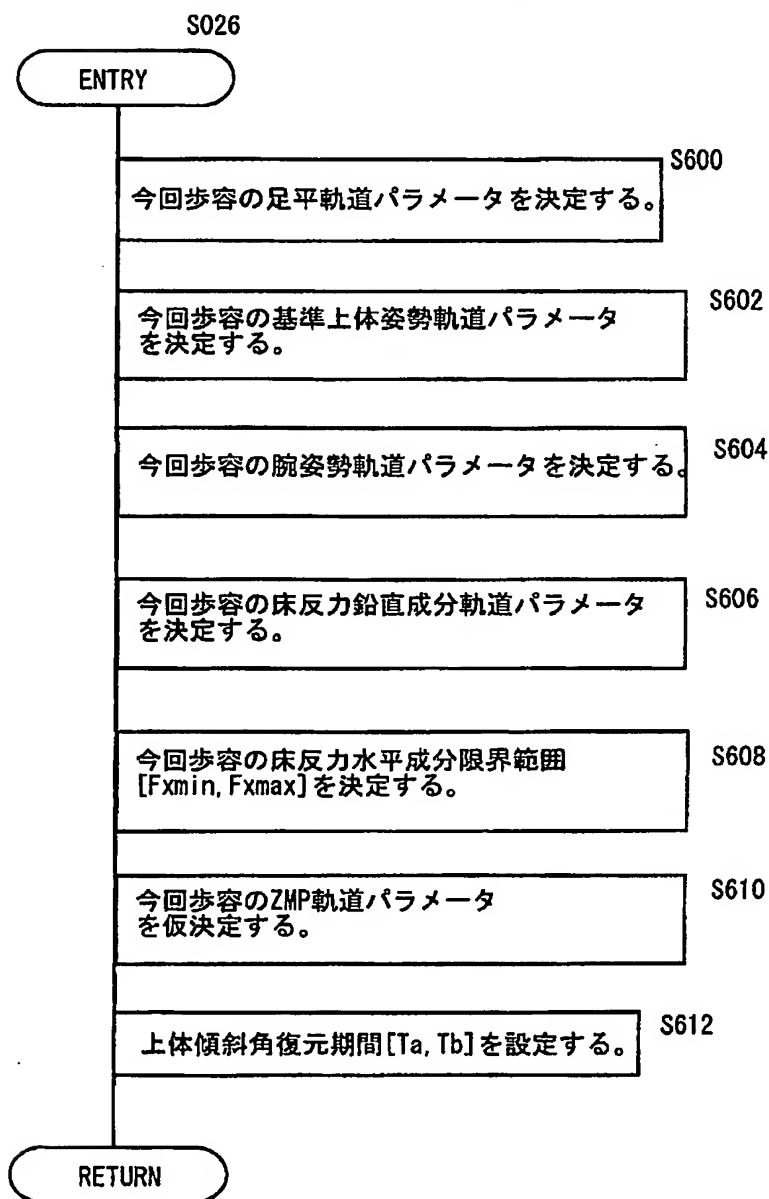 S026
ENTRY
S600
今回歩容の足平軌道パラメータを決定する。
S602
今回歩容の基準上体姿勢軌道パラメータ
を決定する。
S604
今回歩容の腕姿勢軌道パラメータを決定する。
S606
今回歩容の床反力鉛直成分軌道パラメータ
を決定する。
S608
今回歩容の床反力水平成分限界範囲
[Fxmin, Fxmax]を決定する。
S610
今回歩容のZMP軌道パラメータ
を仮決定する。
S612
上体傾斜角復元期間[Ta, Tb]を設定する。
RETURN